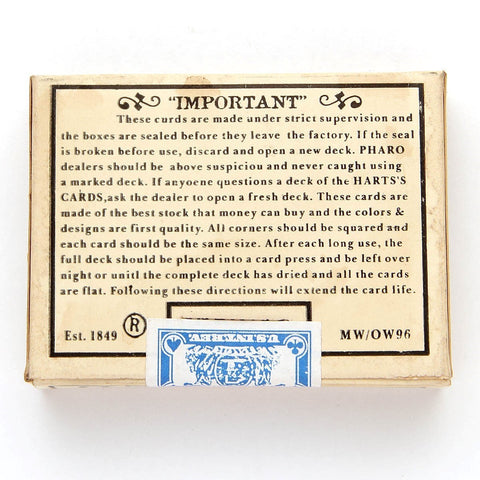 "IMPORTANT"
These curds are made under strict supervision and
the boxes are sealed before they leave the factory. If the seal
is broken before use, discard and open a new deck. PHARO
dealers should be above suspiciou and never caught using
a marked deck. If anyoene questions a deck of the HARTS'S
CARDS,ask the dealer to open a fresh deck. These cards are
made of the best stock that money can buy and the colors &
designs are first quality. All corners should be squared and
each card should be the same size. After each long use, the
full deck should be placed into a card press and be left over
night or unitl the complete deck has dried and all the cards
are flat. Following these directions will extend the card life.
Est. 1849 ® MW/OW96